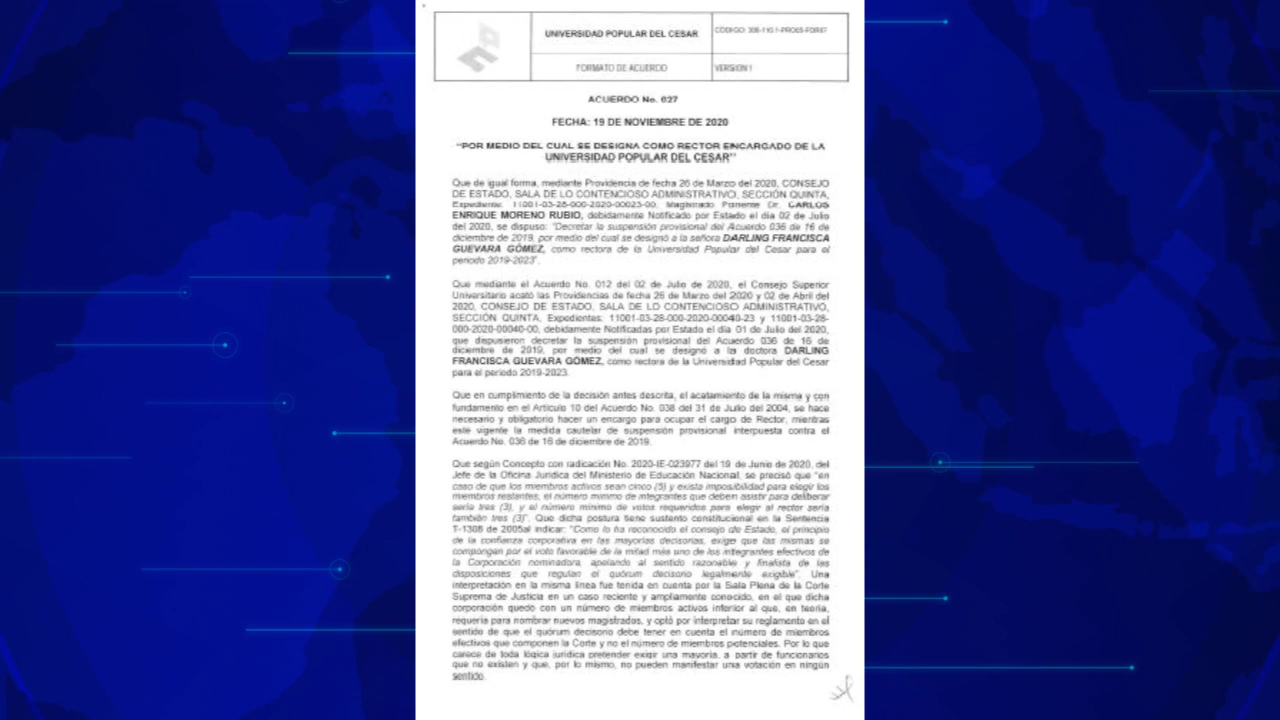 UNIVERSIDAD POPULAR DEL CESAR
CÓDIGO: 306-110.1-PRO05-FOR07
FORMATO DE ACUERDO
VERSION 1
ACUERDO No. 027
FECHA: 19 DE NOVIEMBRE DE 2020
“POR MEDIO DEL CUAL SE DESIGNA COMO RECTOR ENCARGADO DE LA
UNIVERSIDAD POPULAR DEL CESAR”
Que de igual forma, mediante Providencia de fecha 26 de Marzo del 2020, CONSEJO
DE ESTADO, SALA DE LO CONTENCIOSO ADMINISTRATIVO, SECCIÓN QUINTA,
Expediente: 11001-03-28-000-2020-00023-00, Magistrado Ponente Dr. CARLOS
ENRIQUE MORENO RUBIO, debidamente Notificado por Estado el día 02 de Julio
del 2020, se dispuso: “Decretar la suspensión provisional del Acuerdo 036 de 16 de
diciembre de 2019, por medio del cual se designó a la señora DARLING FRANCISCA
GUEVARA GÓMEZ, como rectora de la Universidad Popular del Cesar para el
periodo 2019-2023”.
Que mediante el Acuerdo No. 012 del 02 de Julio de 2020, el Consejo Superior
Universitario acató las Providencias de fecha 26 de Marzo del 2020 y 02 de Abril del
2020, CONSEJO DE ESTADO, SALA DE LO CONTENCIOSO ADMINISTRATIVO,
SECCIÓN QUINTA, Expedientes: 11001-03-28-000-2020-00040-23 y 11001-03-28-
000-2020-00040-00, debidamente Notificadas por Estado el día 01 de Julio del 2020,
que dispusieron decretar la suspensión provisional del Acuerdo 036 de 16 de
diciembre de 2019, por medio del cual se designó a la doctora DARLING
FRANCISCA GUEVARA GÓMEZ, como rectora de la Universidad Popular del Cesar
para el periodo 2019-2023.
Que en cumplimiento de la decisión antes descrita, el acatamiento de la misma y con
fundamento en el Artículo 10 del Acuerdo No. 038 del 31 de Julio del 2004, se hace
necesario y obligatorio hacer un encargo para ocupar el cargo de Rector, mientras
esté vigente la medida cautelar de suspensión provisional interpuesta contra el
Acuerdo No. 036 de 16 de diciembre de 2019.
Que según Concepto con radicación No. 2020-IE-023977 del 19 de Junio de 2020, del
Jefe de la Oficina Jurídica del Ministerio de Educación Nacional, se precisó que “en
caso de que los miembros activos sean cinco (5) y exista imposibilidad para elegir los
miembros restantes, el número mínimo de integrantes que deben asistir para deliberar
sería tres (3), y el número mínimo de votos requeridos para elegir al rector sería
también tres (3)”. Que dicha postura tiene sustento constitucional en la Sentencia
T-1308 de 2005al indicar: “Como lo ha reconocido el consejo de Estado, el principio
de la confianza corporativa en las mayorías decisorias, exige que las mismas se
compongan por el voto favorable de la mitad más uno de los integrantes efectivos de
la Corporación nominadora, apelando al sentido razonable y finalista de las
disposiciones que regulan el quórum decisorio legalmente exigible”. Una
interpretación en la misma línea fue tenida en cuenta por la Sala Plena de la Corte
Suprema de Justicia en un caso reciente y ampliamente conocido, en el que dicha
corporación quedó con un número de miembros activos inferior al que, en teoría,
requería para nombrar nuevos magistrados, y optó por interpretar su reglamento en el
sentido de que el quórum decisorio debe tener en cuenta el número de miembros
efectivos que componen la Corte y no el número de miembros potenciales. Por lo que
carece de toda lógica jurídica pretender exigir una mayoría, a partir de funcionarios
que no existen y que, por lo mismo, no pueden manifestar una votación en ningún
sentido.